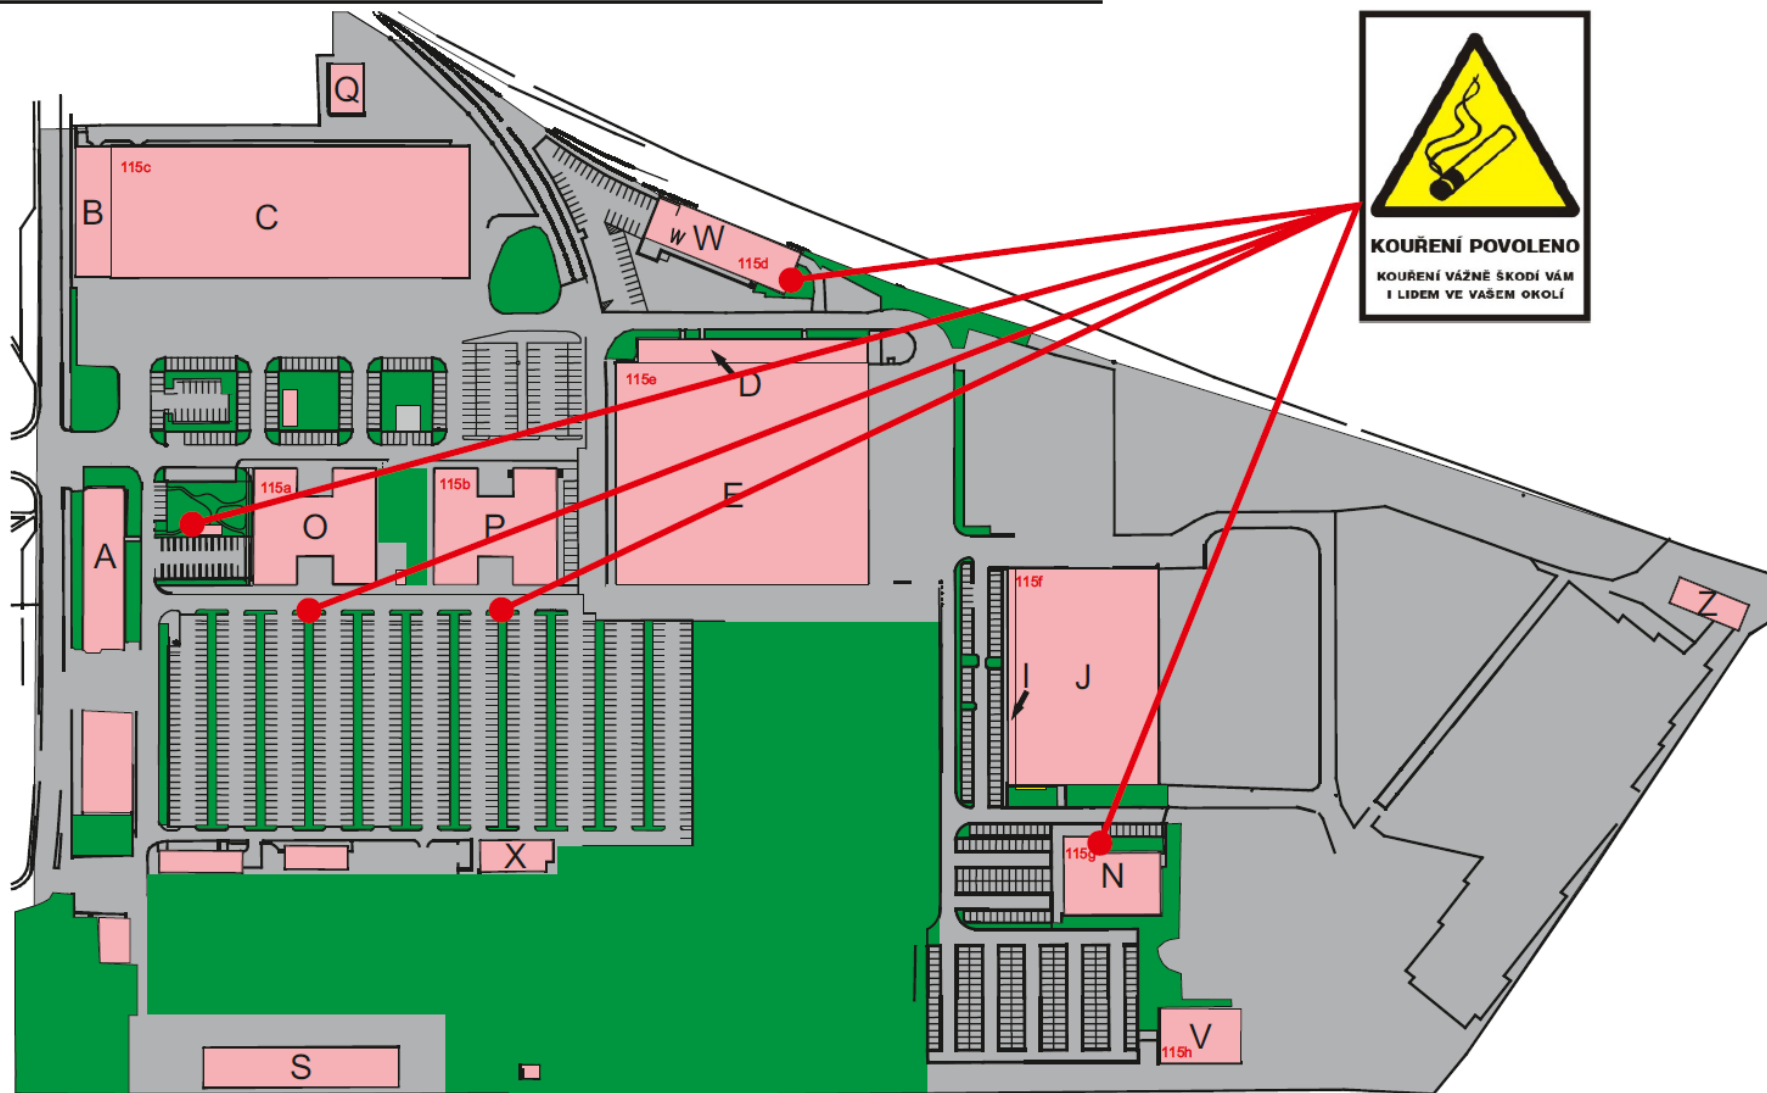 Q
115c
B
C
W
W
115d
KOUŘENÍ POVOLENO
KOUŘENÍ VÁŽNĚ ŠKODÍ VÁM
I LIDEM VE VAŠEM OKOLÍ
115e
D
115a
O
115b
P
E
A
115f
I
J
Z
X
115g
N
V
115h
S